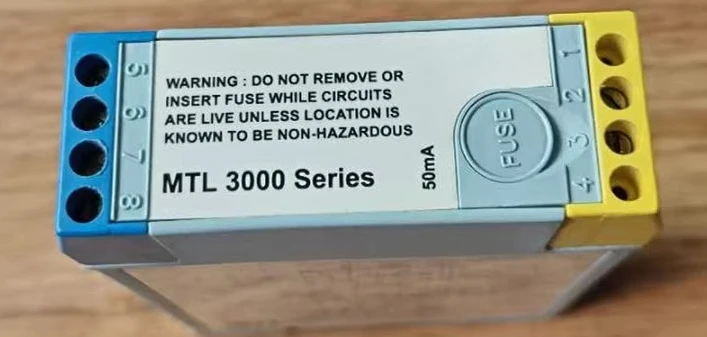 WARNING : DO NOT REMOVE OR
INSERT FUSE WHILE CIRCUITS
ARE LIVE UNLESS LOCATION IS
KNOWN TO BE NON-HAZARDOUS
MTL 3000 Series
50mA
FUSE
5
6
7
8
1
2
3
4